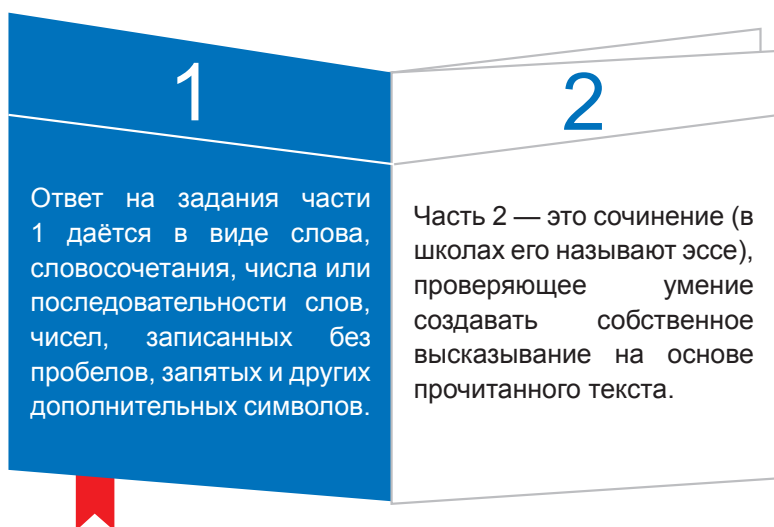 1
Ответ на задания части
1 даётся в виде слова,
словосочетания, числа или
последовательности слов,
чисел, записанных без
пробелов, запятых и других
дополнительных символов.
2
Часть 2 — это сочинение (в
школах его называют эссе),
проверяющее умение
создавать собственное
высказывание на основе
прочитанного текста.